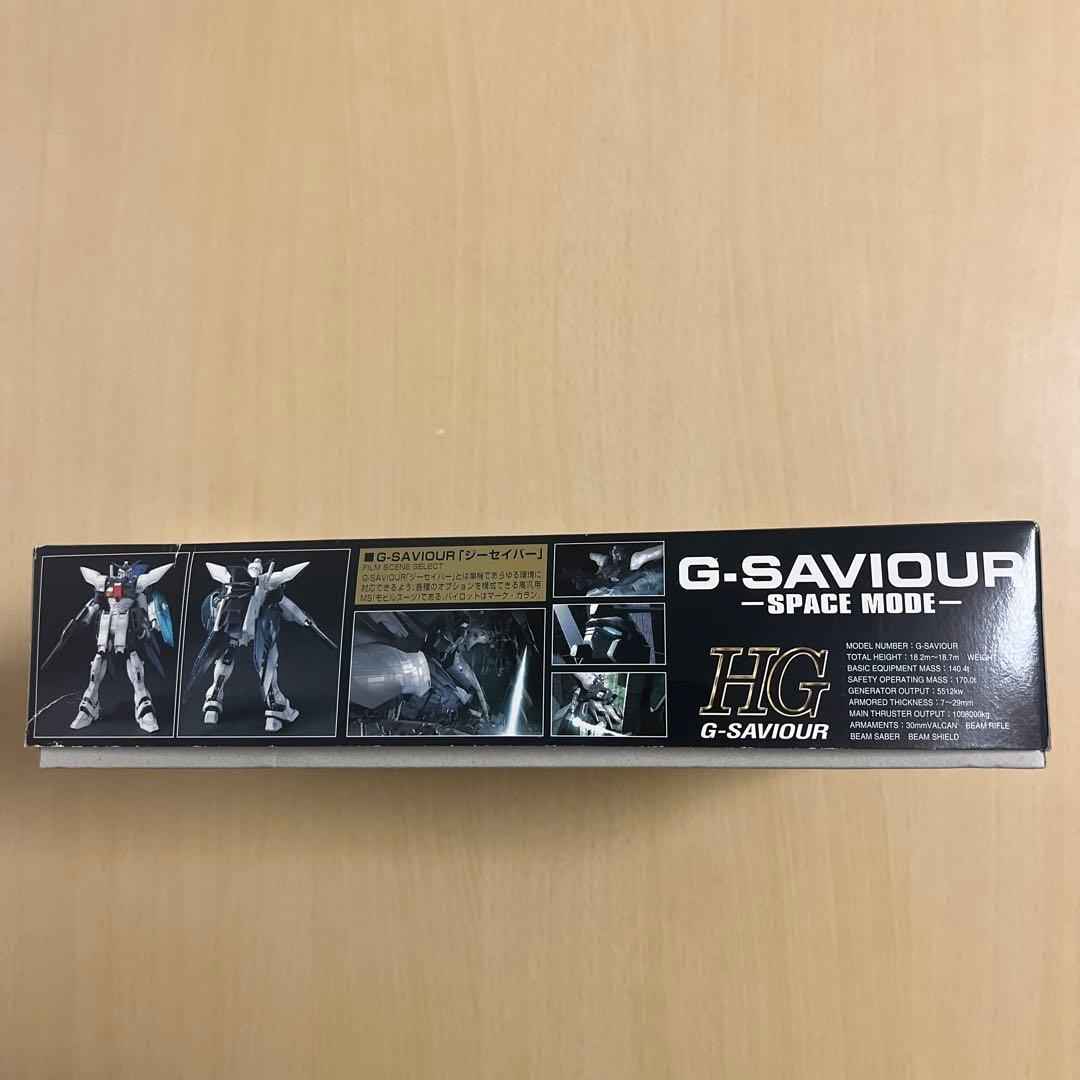 ■G-SAVIOUR「ジーセイバー」
FILM SCENE SELECT
G-SAVIOUR「ジーセイバー」とは単機であらゆる環境に
対応できるよう、各種のオプションを構成できる高汎用
MS(モビルスーツ)である。パイロットはマーク・カラン。
G-SAVIOUR
SPACE MODE
HG
G-SAVIOUR
MODEL NUMBER：G-SAVIOUR
TOTAL HEIGHT：18.2m〜18.7m WEIGHT
BASIC EQUIPMENT MASS：140.4t
SAFETY OPERATING MASS：170.0t
GENERATOR OUTPUT：5512kw
ARMORED THICKNESS：7〜29mm
MAIN THRUSTER OUTPUT：1008000kg
ARMAMENTS：30mmVALCAN BEAM RIFLE
BEAM SABER BEAM SHIELD